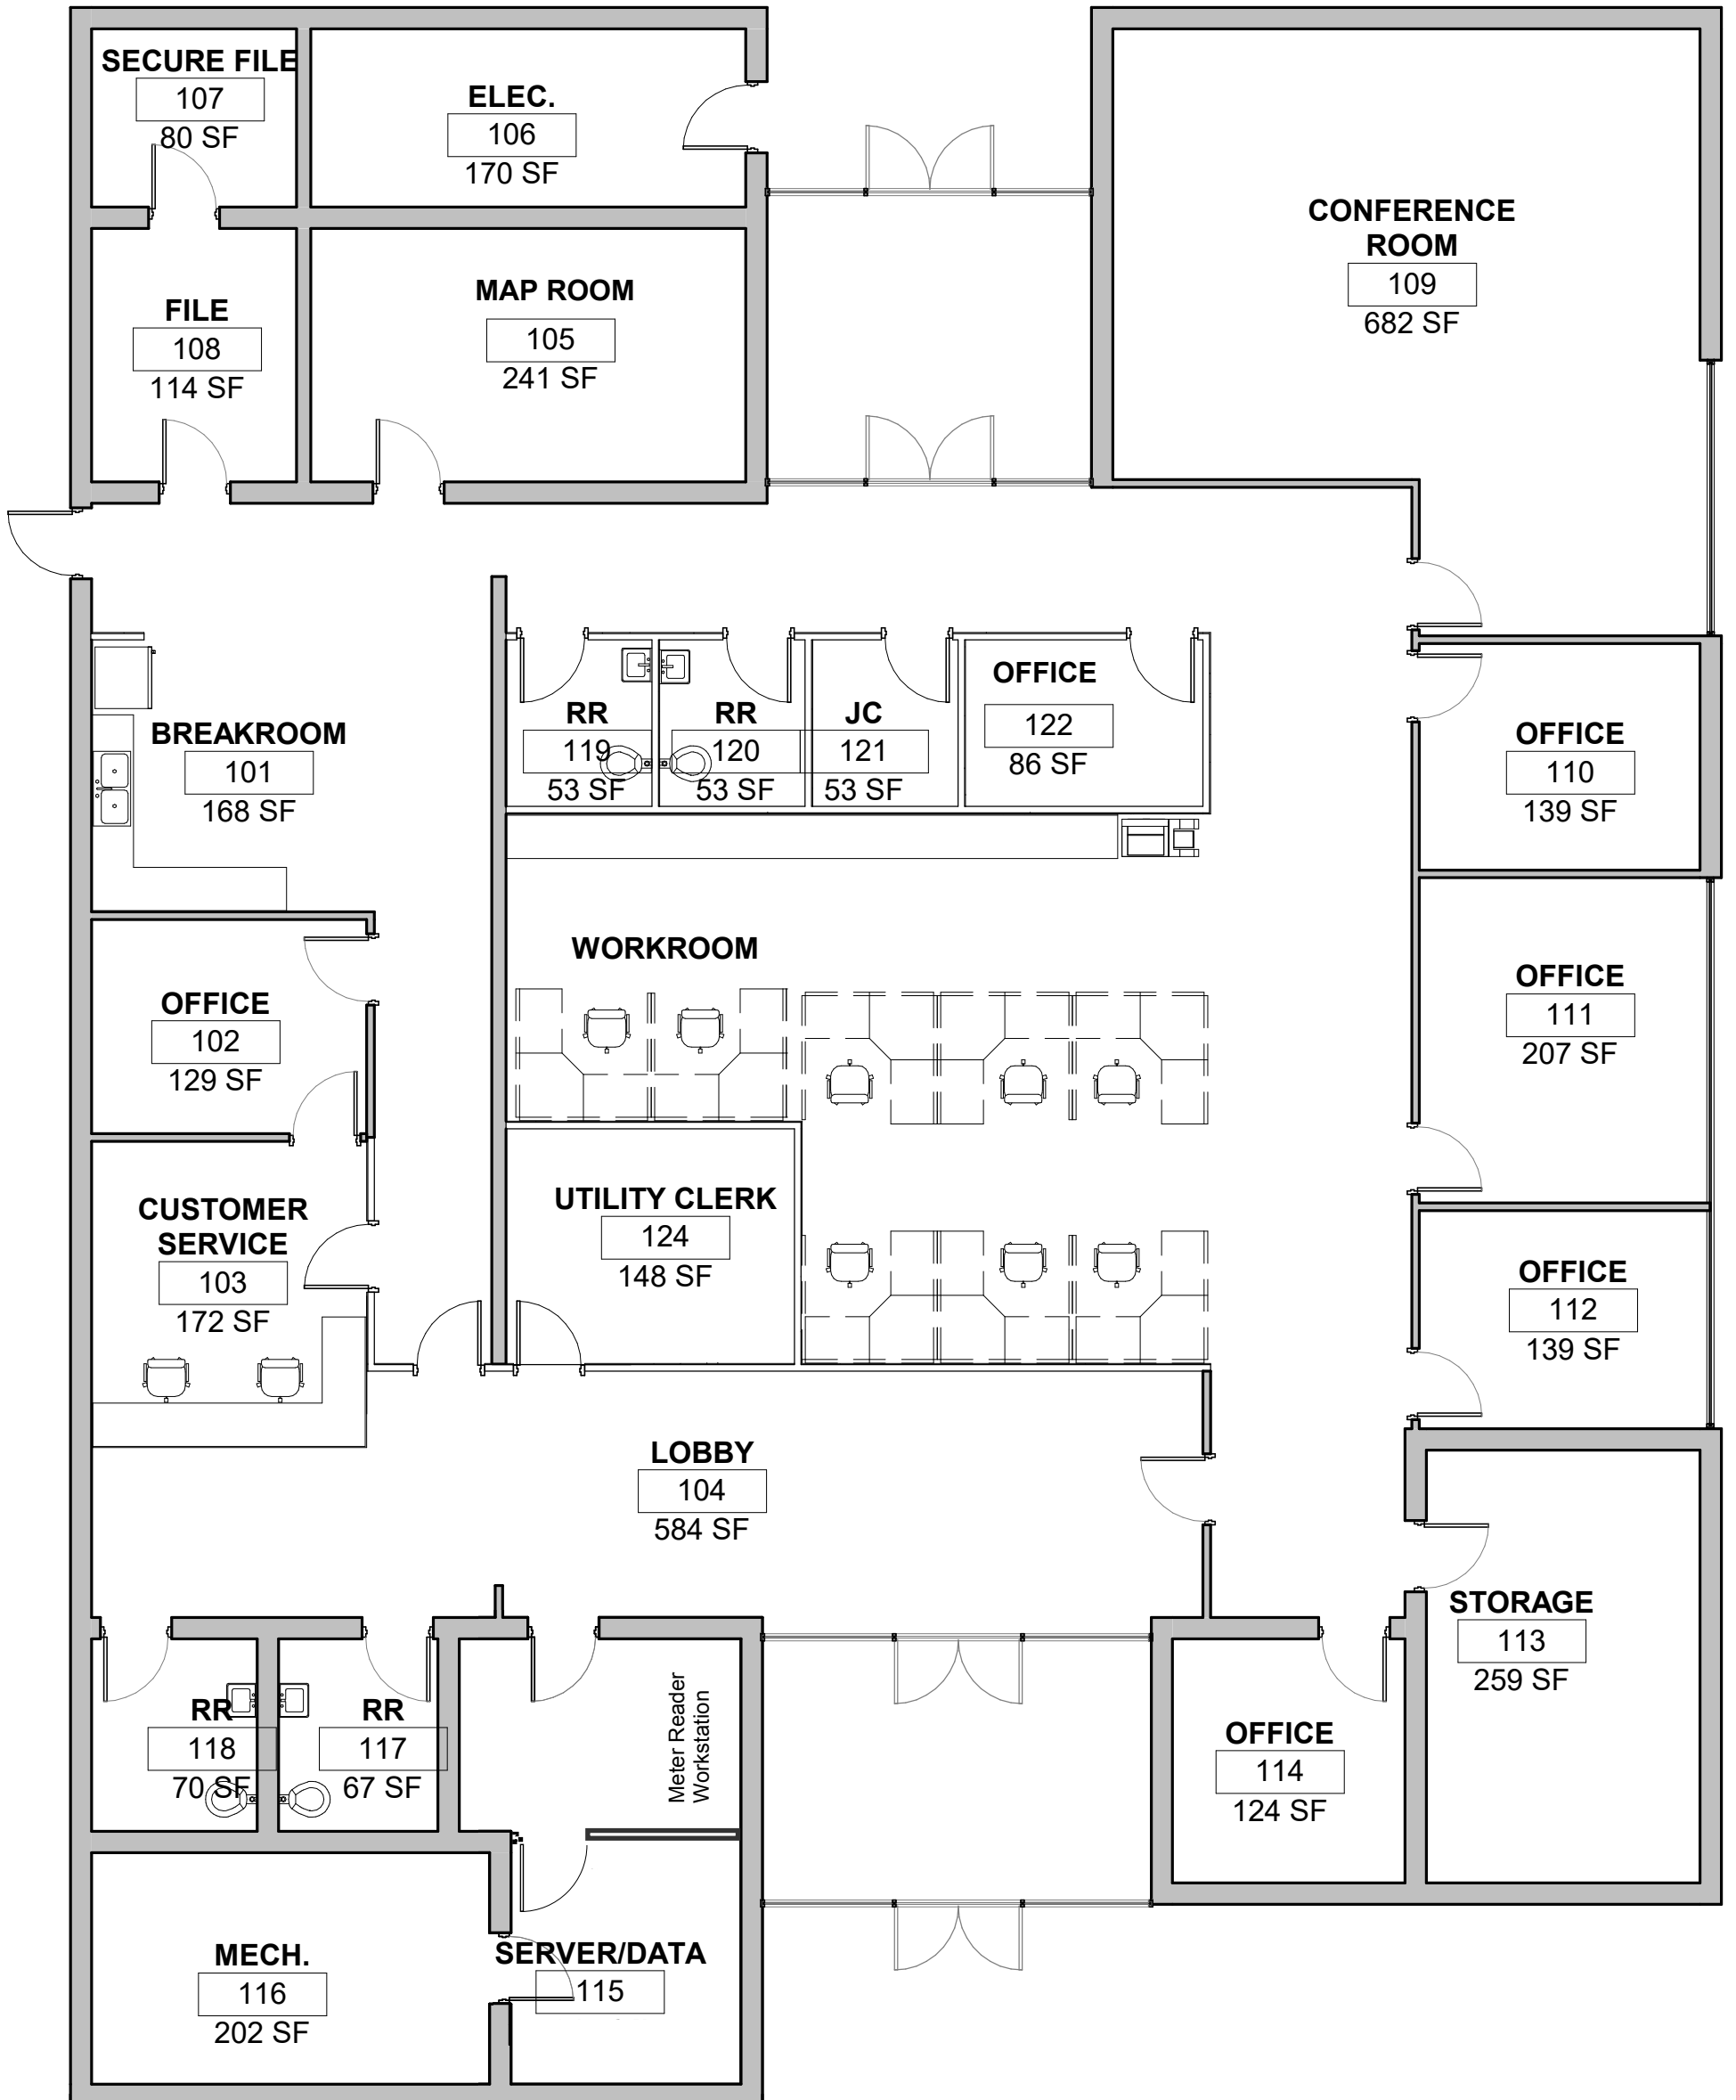 SECURE FILE
107
80 SF
ELEC.
106
170 SF
CONFERENCE
ROOM
109
682 SF
FILE
108
114 SF
MAP ROOM
105
241 SF
BREAKROOM
101
168 SF
RR
119
53 SF
RR
120
53 SF
JC
121
53 SF
OFFICE
122
86 SF
OFFICE
110
139 SF
WORKROOM
OFFICE
102
129 SF
OFFICE
111
207 SF
CUSTOMER
SERVICE
103
172 SF
UTILITY CLERK
124
148 SF
OFFICE
112
139 SF
LOBBY
104
584 SF
STORAGE
113
259 SF
RR
118
70 SF
RR
117
67 SF
Meter Reader
Workstation
OFFICE
114
124 SF
MECH.
116
202 SF
SERVER/DATA
115